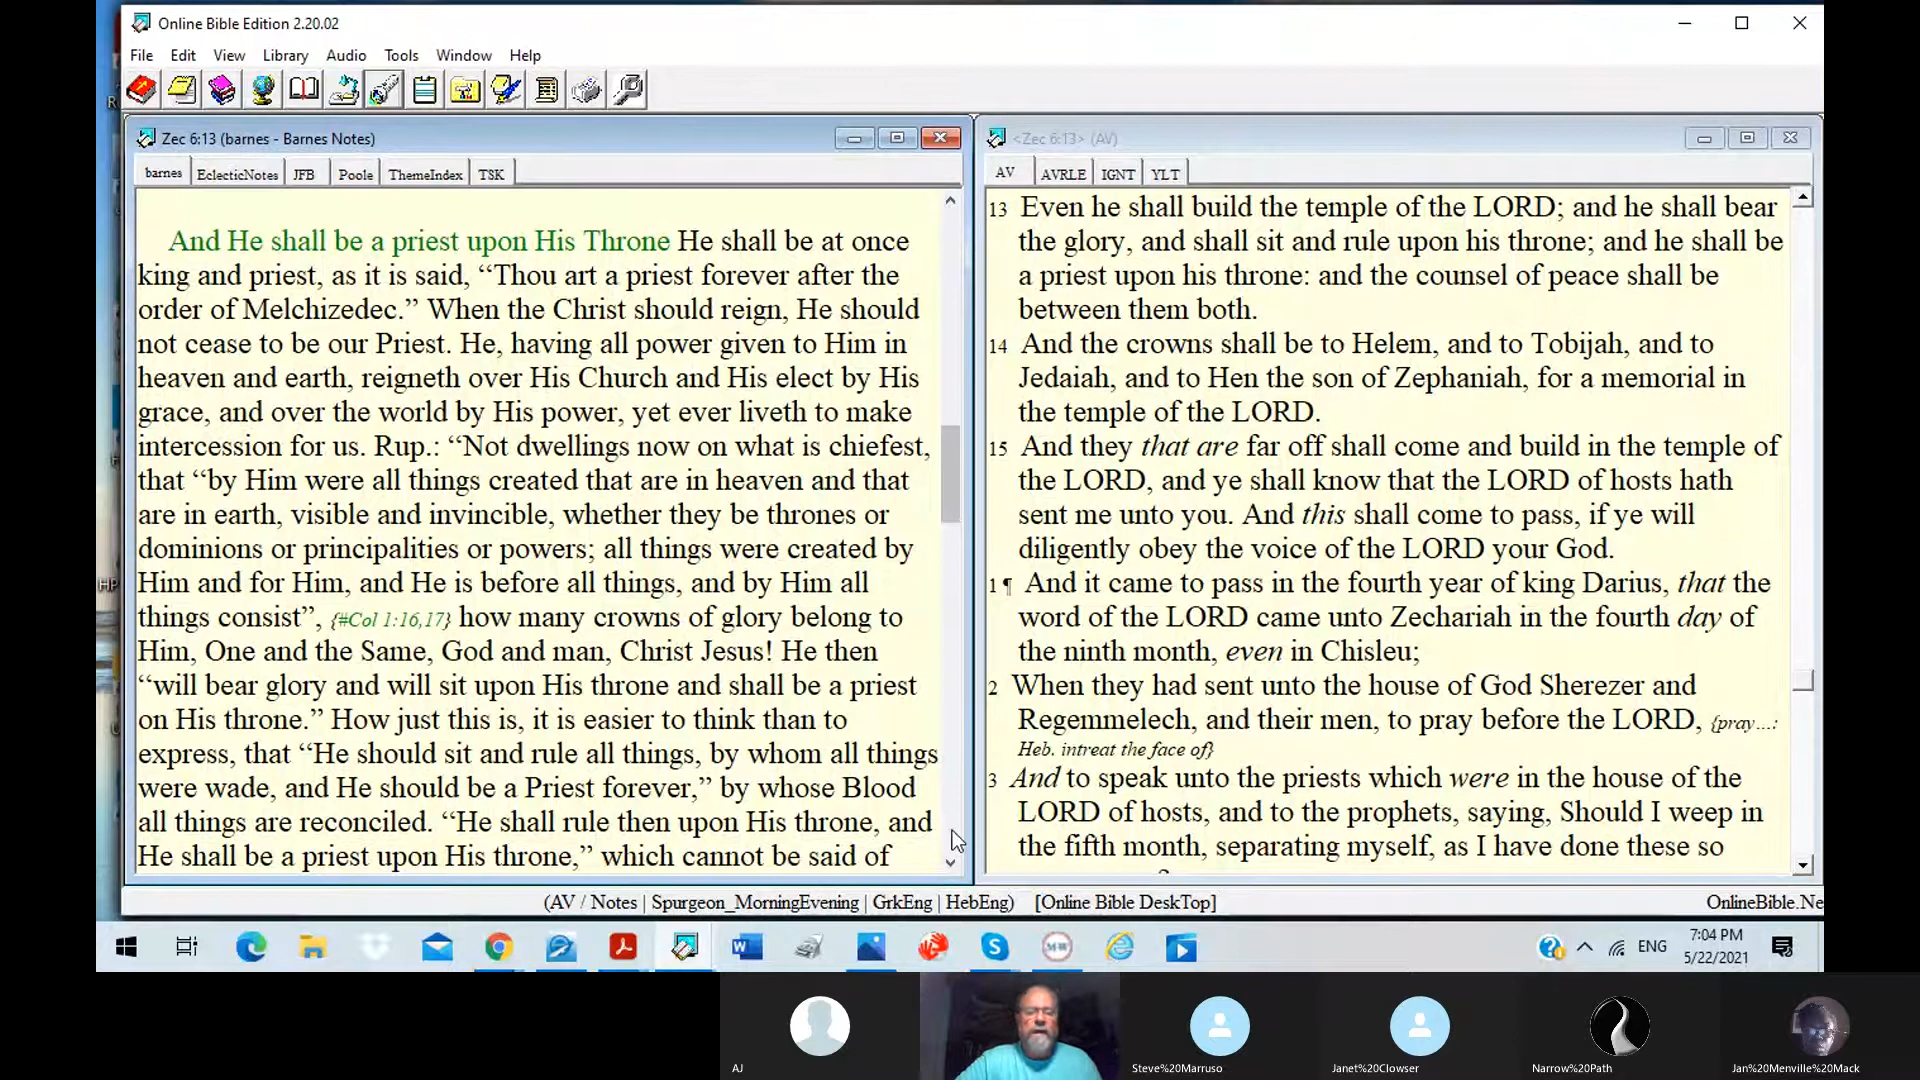 Online Bible Edition 2.20.02
File Edit View Library Audio Tools Window Help
Zec 6:13 (barnes - Barnes Notes)
barnes EclecticNotes JFB Poole ThemeIndex TSK
And He shall be a priest upon His Throne He shall be at once
king and priest, as it is said, “Thou art a priest forever after the
order of Melchizedec.” When the Christ should reign, He should
not cease to be our Priest. He, having all power given to Him in
heaven and earth, reigneth over His Church and His elect by His
grace, and over the world by His power, yet ever liveth to make
intercession for us. Rup.: “Not dwellings now on what is chiefest,
that “by Him were all things created that are in heaven and that
are in earth, visible and invincible, whether they be thrones or
dominions or principalities or powers; all things were created by
Him and for Him, and He is before all things, and by Him all
things consist”, {#Col 1:16,17} how many crowns of glory belong to
Him, One and the Same, God and man, Christ Jesus! He then
“will bear glory and will sit upon His throne and shall be a priest
on His throne.” How just this is, it is easier to think than to
express, that “He should sit and rule all things, by whom all things
were wade, and He should be a Priest forever,” by whose Blood
all things are reconciled. “He shall rule then upon His throne, and
He shall be a priest upon His throne,” which cannot be said of
<Zec 6:13> (AV)
AV AVRLE IGNT YLT
13 Even he shall build the temple of the LORD; and he shall bear
the glory, and shall sit and rule upon his throne; and he shall be
a priest upon his throne: and the counsel of peace shall be
between them both.
14 And the crowns shall be to Helem, and to Tobijah, and to
Jedaiah, and to Hen the son of Zephaniah, for a memorial in
the temple of the LORD.
15 And they that are far off shall come and build in the temple of
the LORD, and ye shall know that the LORD of hosts hath
sent me unto you. And this shall come to pass, if ye will
diligently obey the voice of the LORD your God.
1 ¶ And it came to pass in the fourth year of king Darius, that the
word of the LORD came unto Zechariah in the fourth day of
the ninth month, even in Chisleu;
2 When they had sent unto the house of God Sherezer and
Regemmelech, and their men, to pray before the LORD, {pray...:
Heb. intreat the face of}
3 And to speak unto the priests which were in the house of the
LORD of hosts, and to the prophets, saying, Should I weep in
the fifth month, separating myself, as I have done these so
(AV / Notes | Spurgeon_MorningEvening | GrkEng | HebEng) [Online Bible DeskTop]
OnlineBible.Ne
HP
ENG
7:04 PM
5/22/2021
AJ
Steve%20Marruso
Janet%20Clowser
Narrow%20Path
Jan%20Menville%20Mack